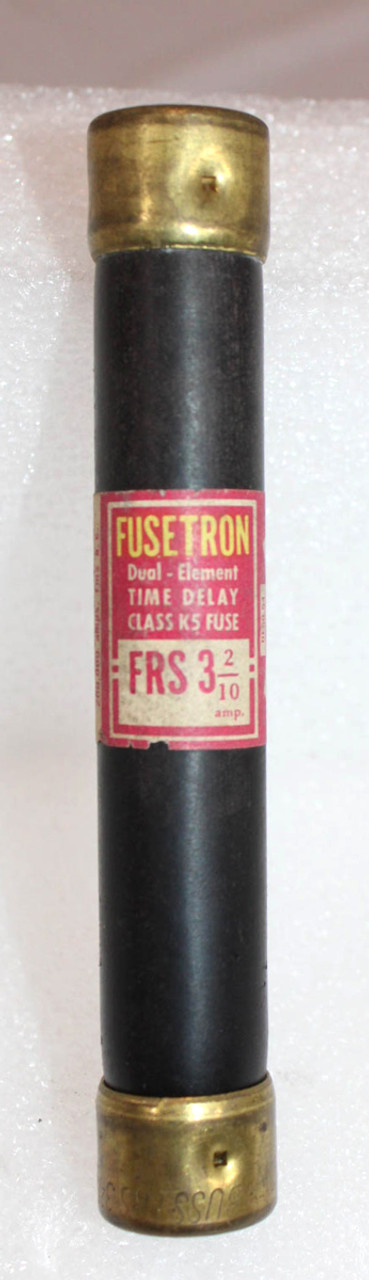 FUSETRON
Dual - Element
TIME DELAY
CLASS K5 FUSE
FRS 3 2/10
amp.